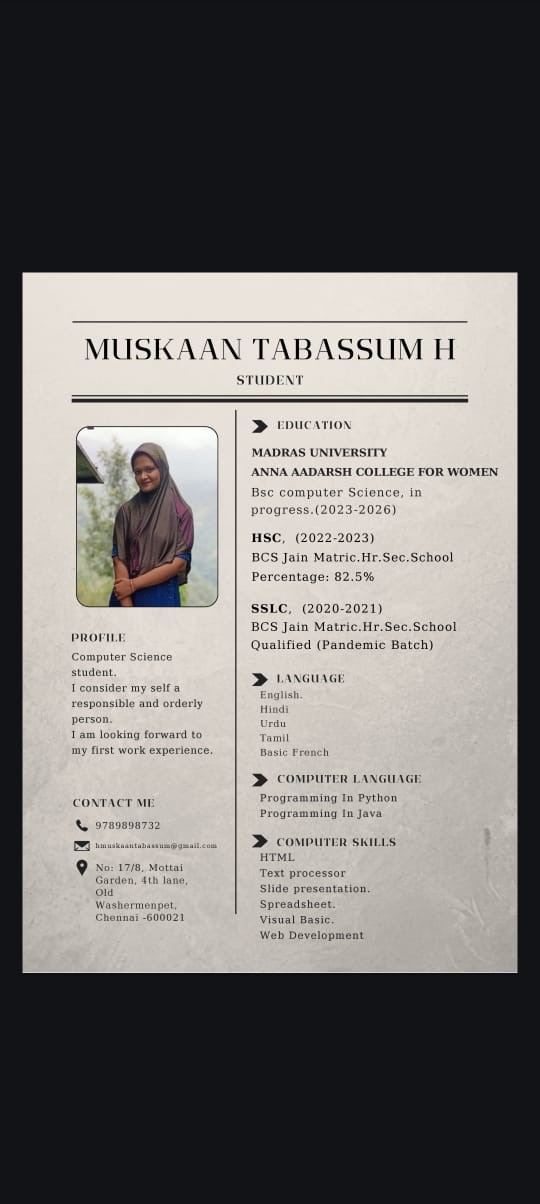 MUSKAAN TABASSUM H
STUDENT
PROFILE
Computer Science
student.
I consider my self a
responsible and orderly
person.
I am looking forward to
my first work experience.
CONTACT ME
9789898732
hmuskaantabassum@gmail.com
No: 17/8, Mottai
Garden, 4th lane,
Old
Washermenpet,
Chennai -600021
EDUCATION
MADRAS UNIVERSITY
ANNA AADARSH COLLEGE FOR WOMEN
Bsc computer Science, in
progress.(2023-2026)
HSC, (2022-2023)
BCS Jain Matric.Hr.Sec.School
Percentage: 82.5%
SSLC, (2020-2021)
BCS Jain Matric.Hr.Sec.School
Qualified (Pandemic Batch)
LANGUAGE
English.
Hindi
Urdu
Tamil
Basic French
COMPUTER LANGUAGE
Programming In Python
Programming In Java
COMPUTER SKILLS
HTML
Text processor
Slide presentation.
Spreadsheet.
Visual Basic.
Web Development